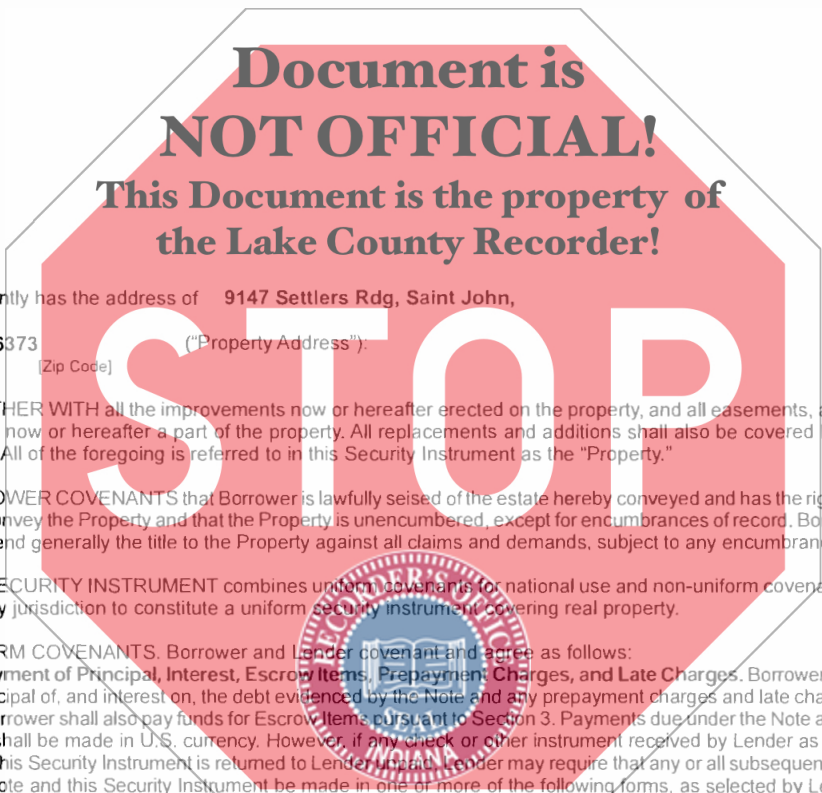 Document is
NOT OFFICIAL!
This Document is the property of
the Lake County Recorder!
ntly has the address of 9147 Settlers Rdg, Saint John,
6373 ("Property Address"):
[Zip Code]
STOP
HER WITH all the improvements now or hereafter erected on the property, and all easements, a
now or hereafter a part of the property. All replacements and additions shall also be covered
All of the foregoing is referred to in this Security Instrument as the "Property."
WER COVENANTS that Borrower is lawfully seised of the estate hereby conveyed and has the rig
nvey the Property and that the Property is unencumbered, except for encumbrances of record. Bo
end generally the title to the Property against all claims and demands, subject to any encumbran
ECURITY INSTRUMENT combines uniform covenants for national use and non-uniform covena
y jurisdiction to constitute a uniform security instrument covering real property.
RM COVENANTS. Borrower and Lender covenant and agree as follows:
yment of Principal, Interest, Escrow Items, Prepayment Charges, and Late Charges. Borrower
cipal of, and interest on, the debt evidenced by the Note and any prepayment charges and late cha
rrower shall also pay funds for Escrow Items pursuant to Section 3. Payments due under the Note a
hall be made in U.S. currency. However, if any check or other instrument received by Lender as
his Security Instrument is returned to Lender unpaid, Lender may require that any or all subsequen
ote and this Security Instrument be made in one or more of the following forms, as selected by Le
RECORDER'S OFFICE
INDIANA